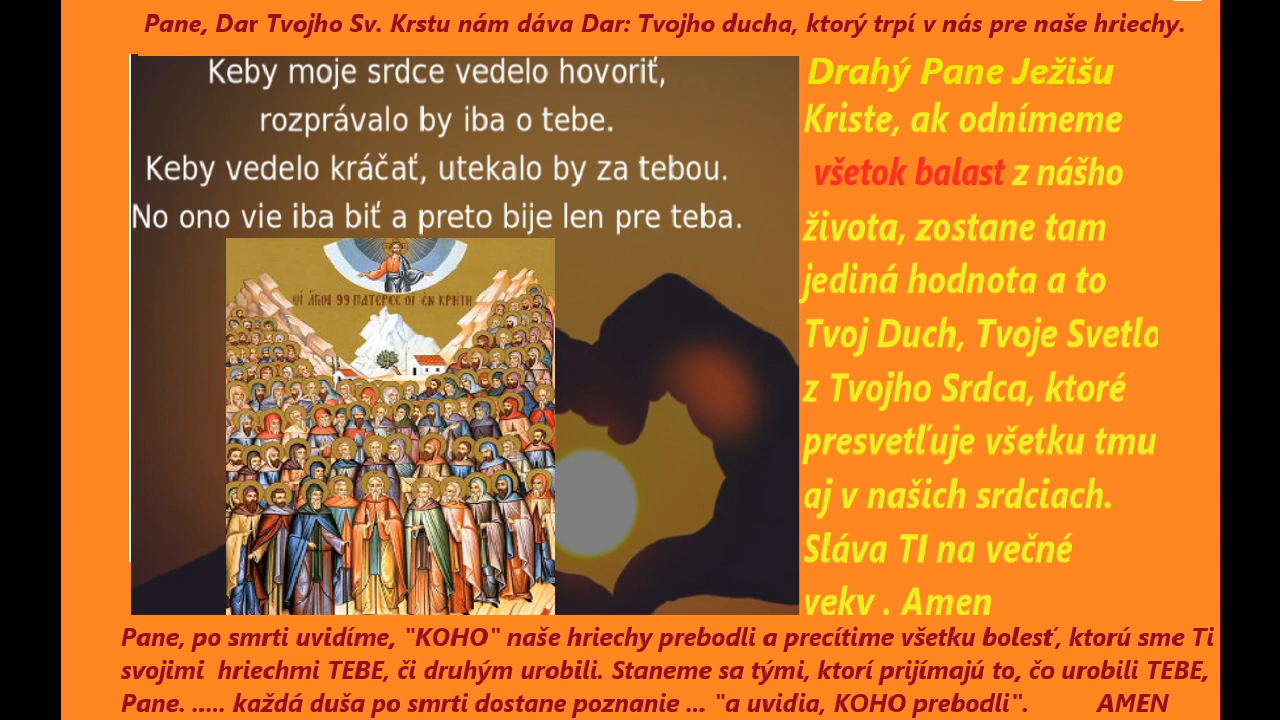 Pane, Dar Tvojho Sv. Krstu nám dáva Dar: Tvojho ducha, ktorý trpí v nás pre naše hriechy.
Keby moje srdce vedelo hovoriť,
rozprávalo by iba o tebe.
Keby vedelo kráčať, utekalo by za tebou.
No ono vie iba biť a preto bije len pre teba.
Drahý Pane Ježišu
Kriste, ak odnímeme
všetok balast z nášho
života, zostane tam
jediná hodnota a to
Tvoj Duch, Tvoje Svetlo
z Tvojho Srdca, ktoré
presvetľuje všetku tmu
aj v našich srdciach.
Sláva TI na večné
veky . Amen
Pane, po smrti uvidíme, "KOHO" naše hriechy prebodli a precítime všetku bolesť, ktorú sme Ti
svojimi hriechmi TEBE, či druhým urobili. Staneme sa tými, ktorí prijímajú to, čo urobili TEBE,
Pane. ..... každá duša po smrti dostane poznanie ... "a uvidia, KOHO prebodli". AMEN